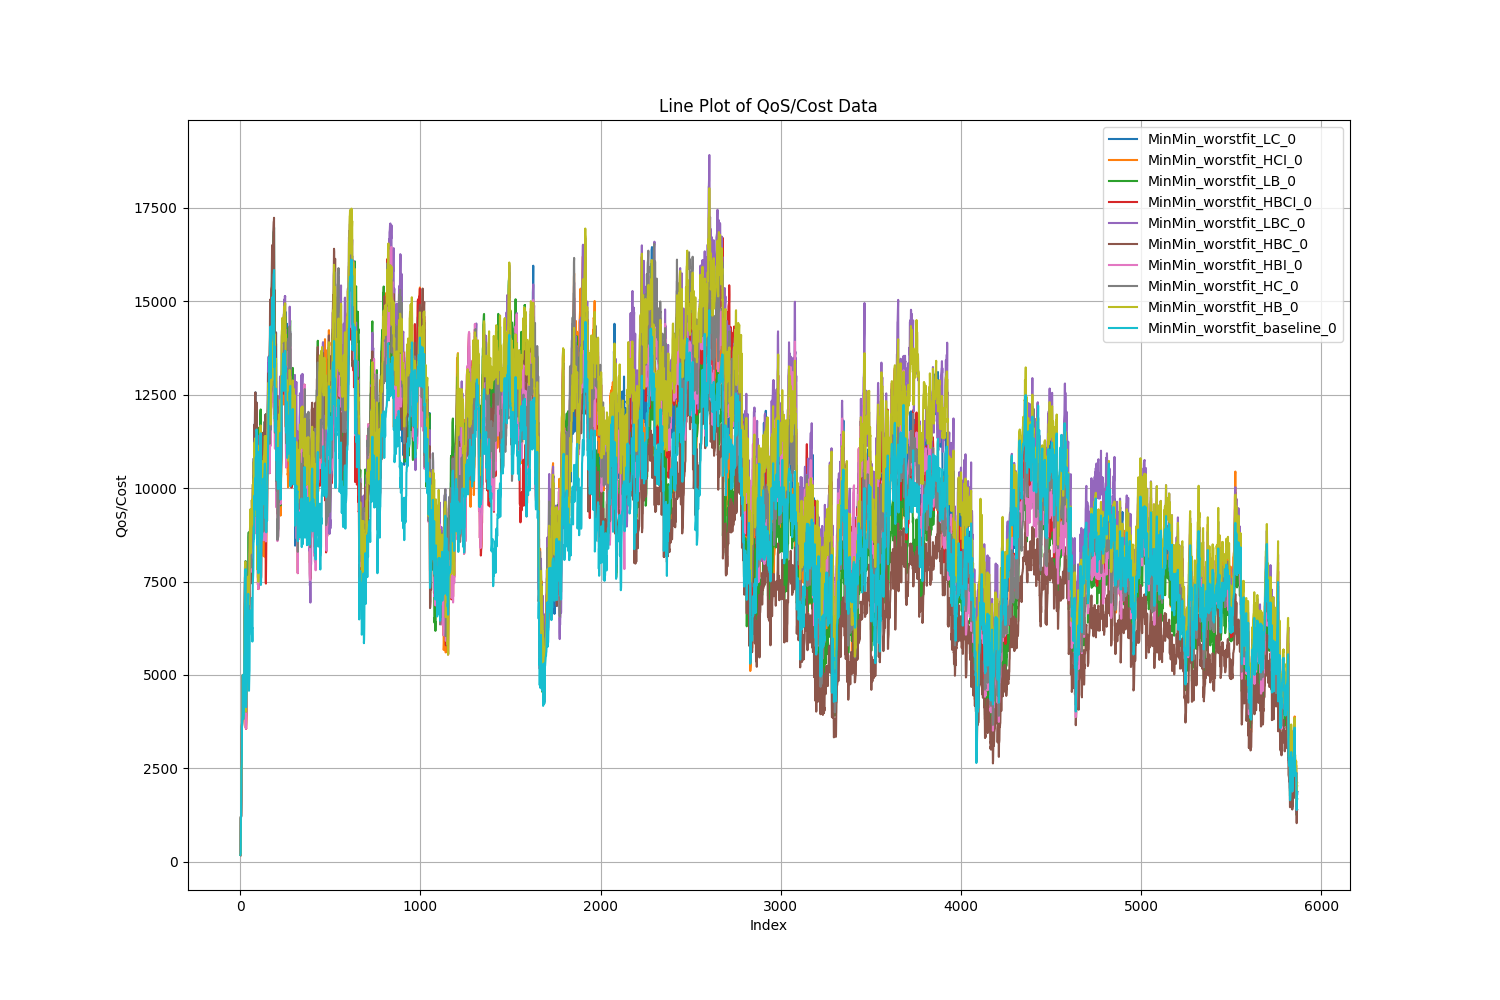 Line Plot of QoS/Cost Data
MinMin_worstfit_LC_0
MinMin_worstfit_HCI_0
MinMin_worstfit_LB_0
MinMin_worstfit_HBCI_0
MinMin_worstfit_LBC_0
MinMin_worstfit_HBC_0
MinMin_worstfit_HBI_0
MinMin_worstfit_HC_0
MinMin_worstfit_HB_0
MinMin_worstfit_baseline_0
QoS/Cost
17500
15000
12500
10000
7500
5000
2500
0
0 1000 2000 3000 4000 5000 6000
Index